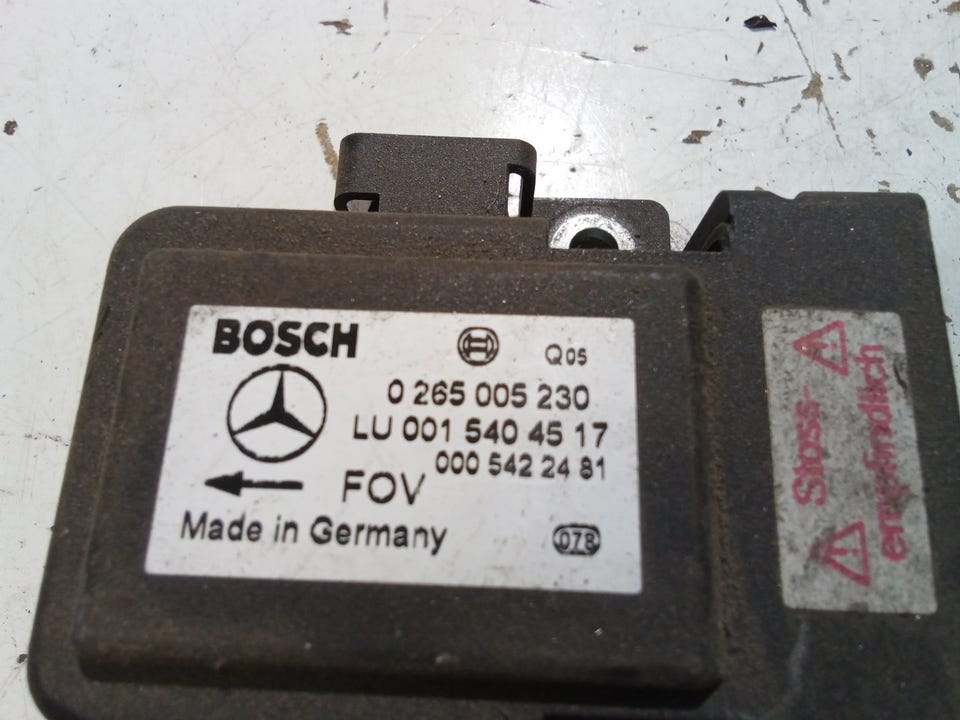 BOSCH
Q05
0 265 005 230
LU 001 540 45 17
000 542 24 81
FOV
Made in Germany
078
Stoss-
empfindlich